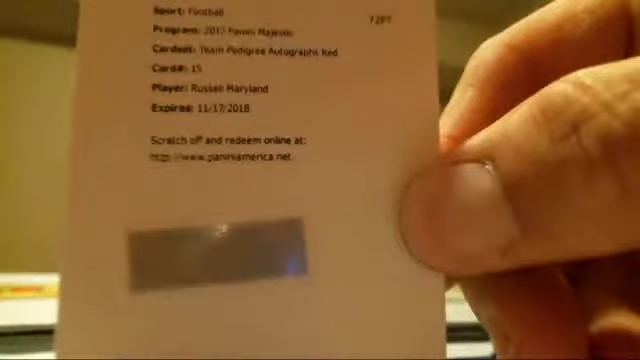 Sport: Football
72PT
Program: 2017 Panini Majestic
Cardset: Team Pedigree Autographs Red
Card#: 15
Player: Russell Maryland
Expires: 11/17/2018
Scratch off and redeem online at:
http://www.paniniamerica.net